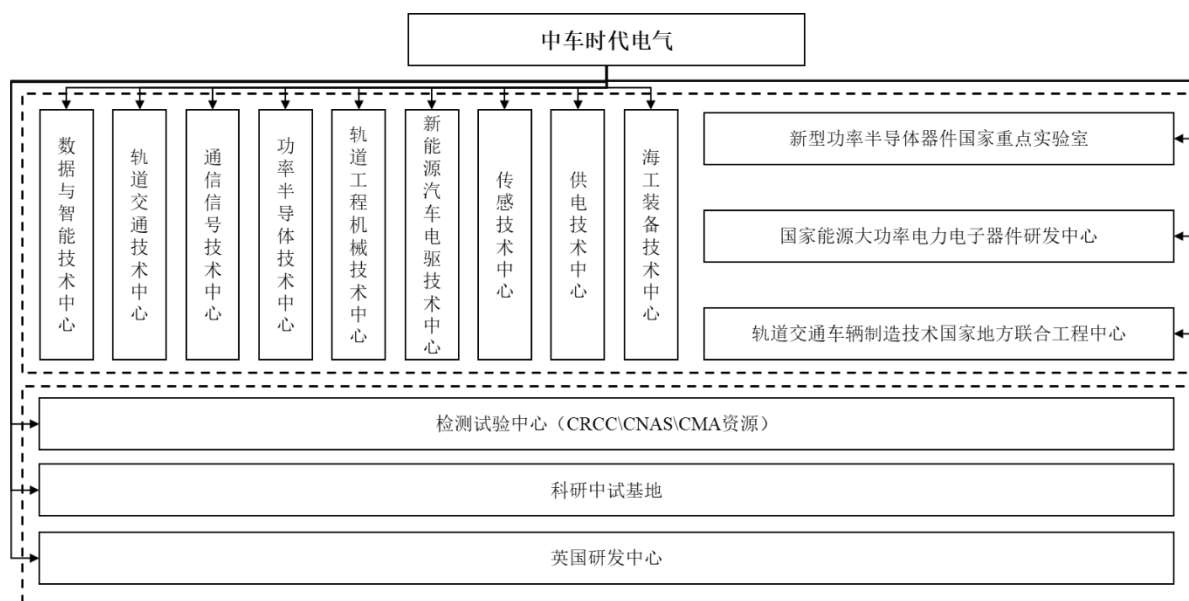 中车时代电气
数据与智能技术中心
轨道交通技术中心
通信信号技术中心
功率半导体技术中心
轨道工程机械技术中心
新能源汽车电驱技术中心
传感技术中心
供电技术中心
海工装备技术中心
新型功率半导体器件国家重点实验室
国家能源大功率电力电子器件研发中心
轨道交通车辆制造技术国家地方联合工程中心
检测试验中心（CRCC\CNAS\CMA资源）
科研中试基地
英国研发中心